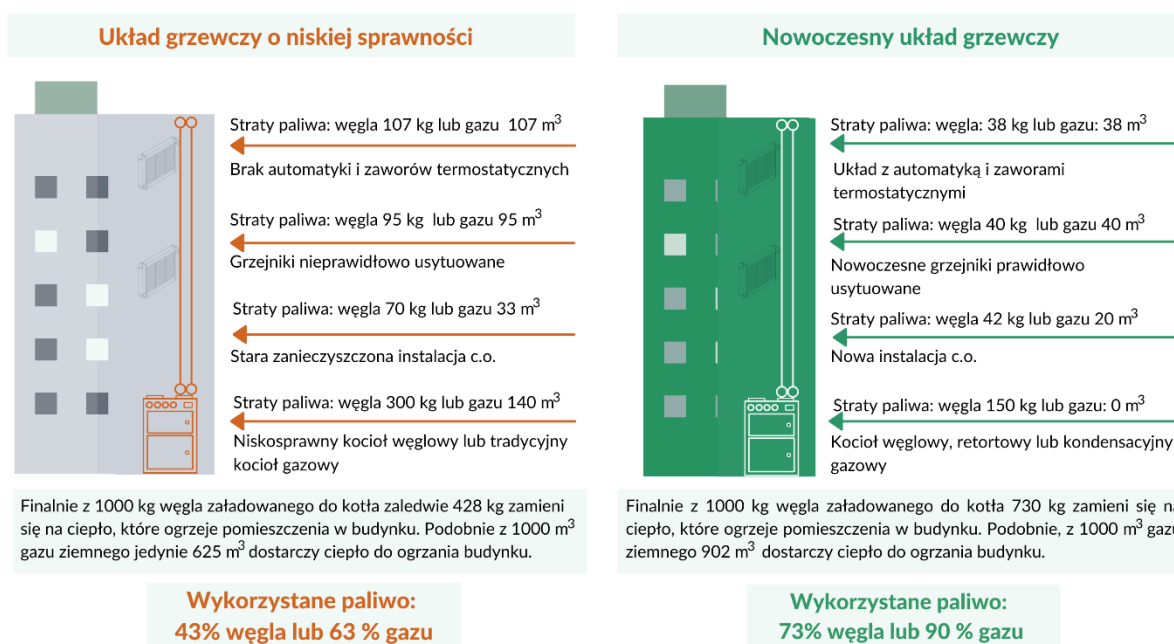 Układ grzewczy o niskiej sprawności
Straty paliwa: węgla 107 kg lub gazu 107 m³
Brak automatyki i zaworów termostatycznych
Straty paliwa: węgla 95 kg lub gazu 95 m³
Grzejniki nieprawidłowo usytuowane
Straty paliwa: węgla 70 kg lub gazu 33 m³
Stara zanieczyszczona instalacja c.o.
Straty paliwa: węgla 300 kg lub gazu 140 m³
Niskosprawny kocioł węglowy lub tradycyjny
kocioł gazowy
Finalnie z 1000 kg węgla załadowanego do kotła zaledwie 428 kg zamieni
się na ciepło, które ogrzeje pomieszczenia w budynku. Podobnie z 1000 m³
gazu ziemnego jedynie 625 m³ dostarczy ciepło do ogrzania budynku.
Wykorzystane paliwo:
43% węgla lub 63 % gazu
Nowoczesny układ grzewczy
Straty paliwa: węgla: 38 kg lub gazu: 38 m³
Układ z automatyką i zaworami
termostatycznymi
Straty paliwa: węgla 40 kg lub gazu 40 m³
Nowoczesne grzejniki prawidłowo
usytuowane
Straty paliwa: węgla 42 kg lub gazu 20 m³
Nowa instalacja c.o.
Straty paliwa: węgla 150 kg lub gazu: 0 m³
Kocioł węglowy, retortowy lub kondensacyjny
gazowy
Finalnie z 1000 kg węgla załadowanego do kotła 730 kg zamieni się na
ciepło, które ogrzeje pomieszczenia w budynku. Podobnie, z 1000 m³ gazu
ziemnego 902 m³ dostarczy ciepło do ogrzania budynku.
Wykorzystane paliwo:
73% węgla lub 90 % gazu